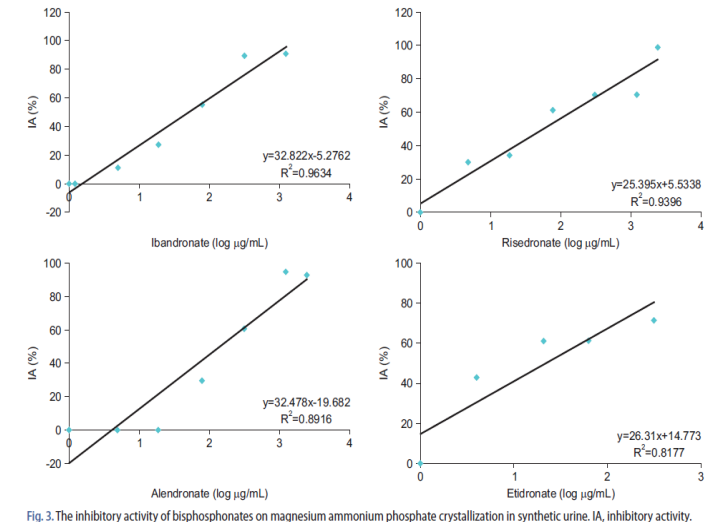 120
100
80
60
40
20
0
-20
IA (%)
0
1
2
3
4
y=32.822x-5.2762
R²=0.9634
Ibandronate (log µg/mL)
120
100
80
60
40
20
0
IA (%)
0
1
2
3
4
y=25.395x+5.5338
R²=0.9396
Risedronate (log µg/mL)
100
80
60
40
20
0
-20
IA (%)
0
1
2
3
4
y=32.478x-19.682
R²=0.8916
Alendronate (log µg/mL)
100
80
60
40
20
0
IA (%)
0
1
2
3
y=26.31x+14.773
R²=0.8177
Etidronate (log µg/mL)
Fig. 3. The inhibitory activity of bisphosphonates on magnesium ammonium phosphate crystallization in synthetic urine. IA, inhibitory activity.